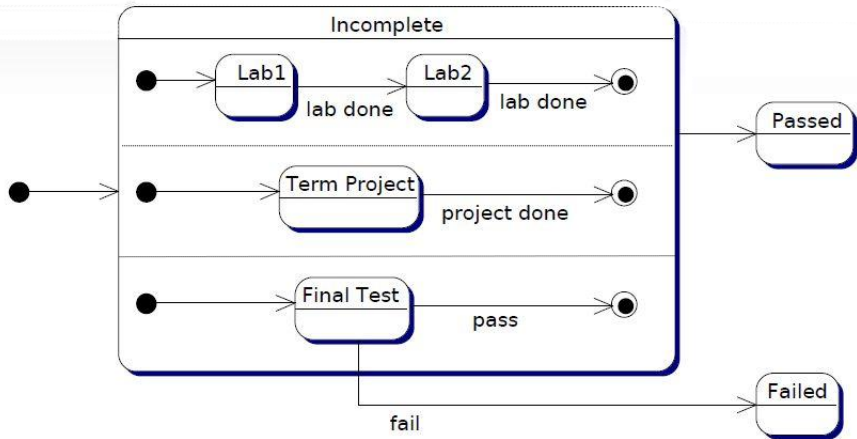 Incomplete
Lab1
Lab2
lab done
lab done
Passed
Term Project
project done
Final Test
pass
Failed
fail